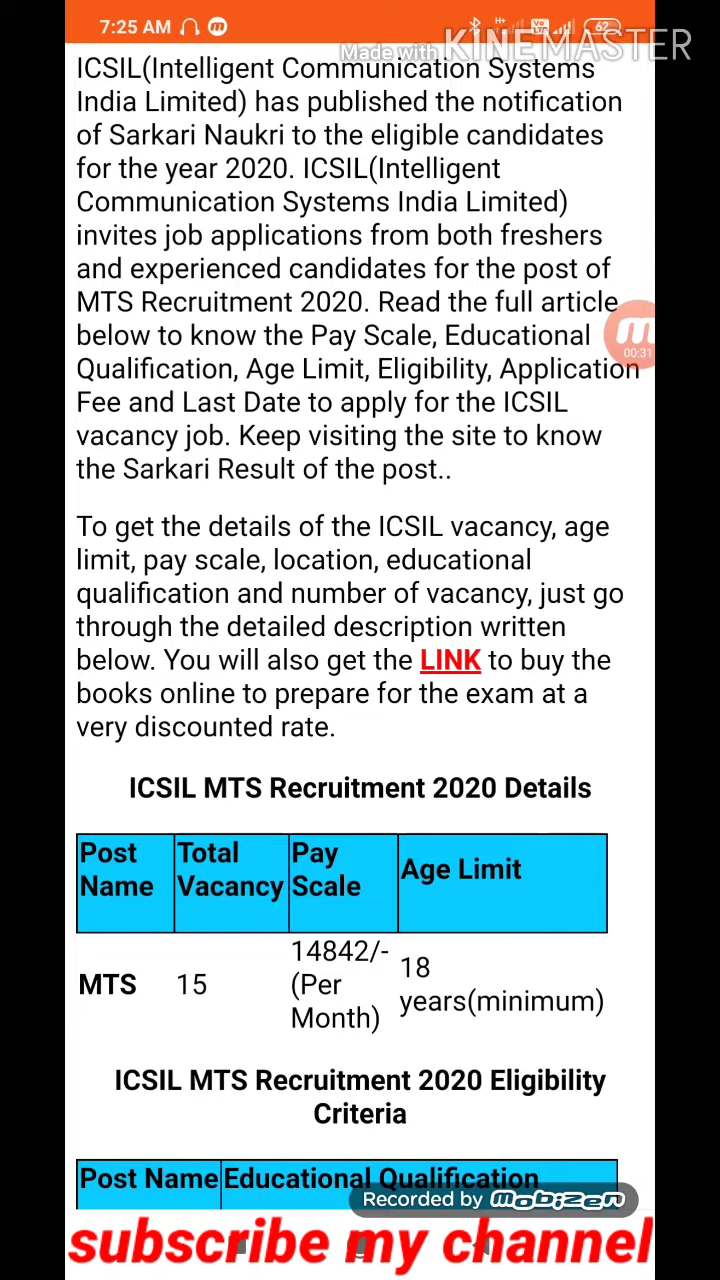 7:25 AM
62
Made with KINEMASTER
ICSIL(Intelligent Communication Systems
India Limited) has published the notification
of Sarkari Naukri to the eligible candidates
for the year 2020. ICSIL(Intelligent
Communication Systems India Limited)
invites job applications from both freshers
and experienced candidates for the post of
MTS Recruitment 2020. Read the full article
below to know the Pay Scale, Educational
00:31
Qualification, Age Limit, Eligibility, Application
Fee and Last Date to apply for the ICSIL
vacancy job. Keep visiting the site to know
the Sarkari Result of the post..
To get the details of the ICSIL vacancy, age
limit, pay scale, location, educational
qualification and number of vacancy, just go
through the detailed description written
below. You will also get the LINK to buy the
books online to prepare for the exam at a
very discounted rate.
ICSIL MTS Recruitment 2020 Details
Post Name Total Vacancy Pay Scale Age Limit
MTS 15 14842/- (Per Month) 18 years(minimum)
ICSIL MTS Recruitment 2020 Eligibility
Criteria
Post Name Educational Qualification
Recorded by mobizen
subscribe my channel